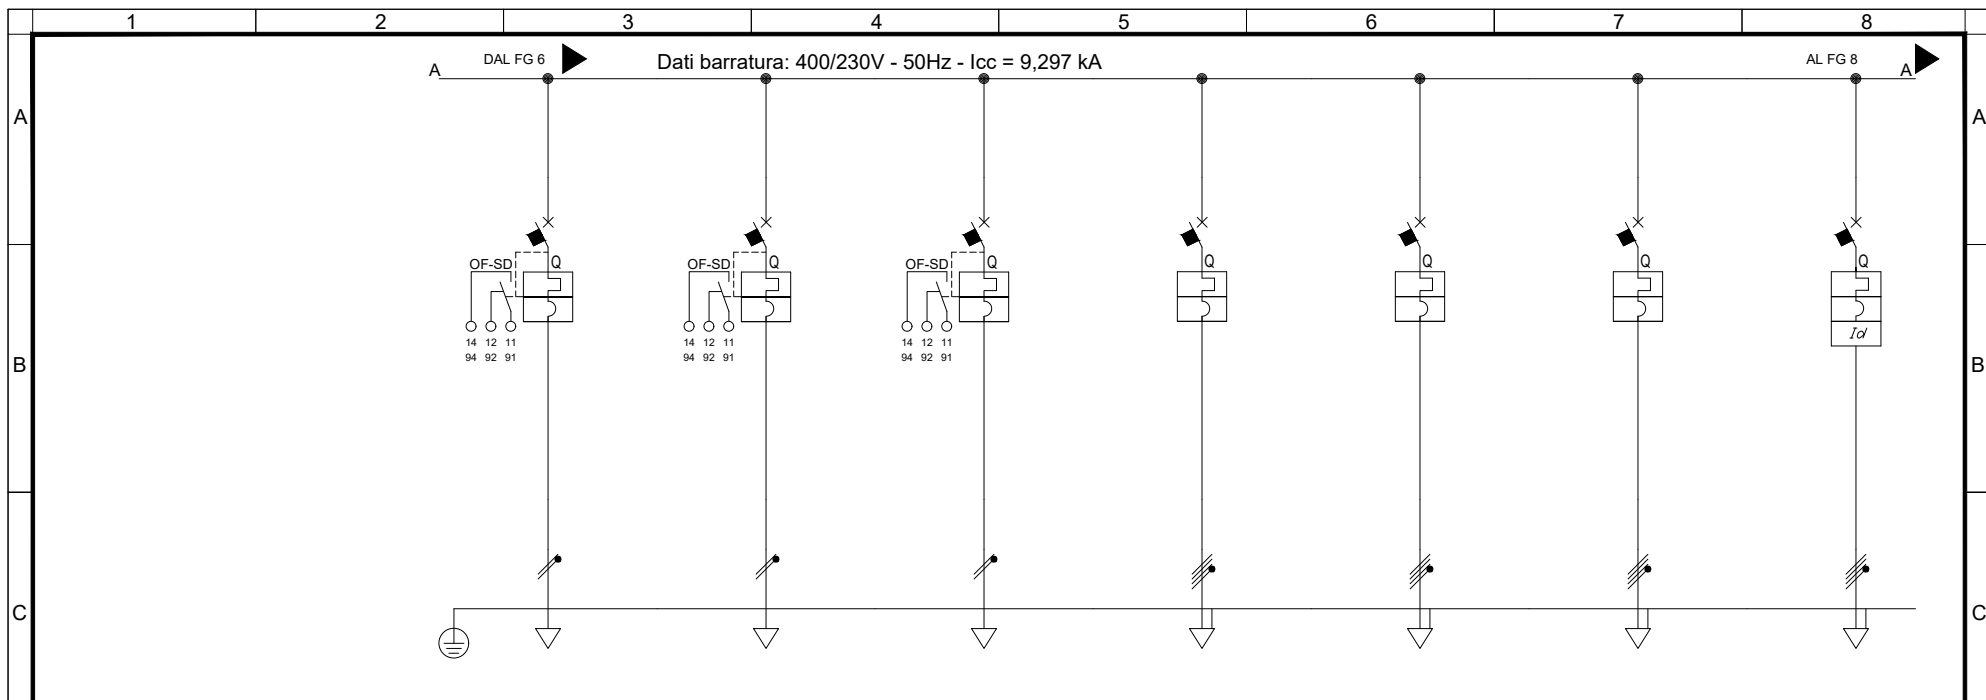 1 2 3 4 5 6 7 8
DAL FG 6 Dati barratura: 400/230V - 50Hz - Icc = 9,297 kA AL FG 8
A A
A A
OF-SD Q OF-SD Q OF-SD Q Q Q Q Q
Id
14 12 11 14 12 11 14 12 11
94 92 91 94 92 91 94 92 91
B B
C C